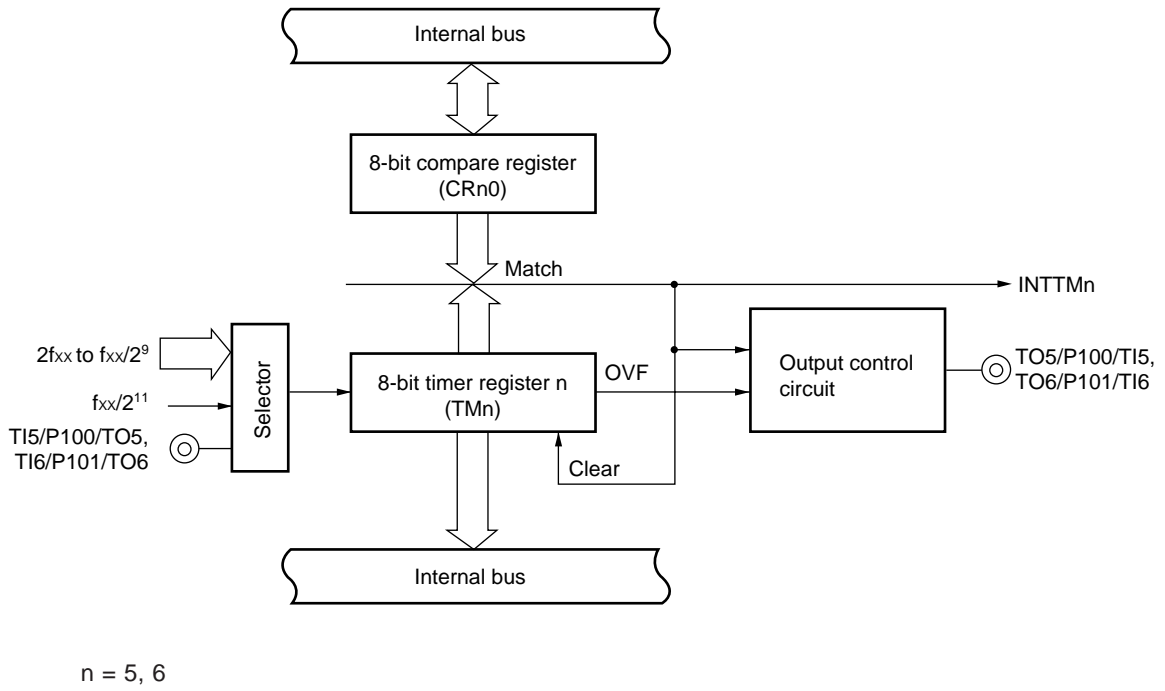 Internal bus
8-bit compare register
(CRn0)
Match
INTTMn
2fxx to fxx/2⁹
fxx/2¹¹
TI5/P100/TO5,
TI6/P101/TO6
Selector
8-bit timer register n
(TMn)
OVF
Clear
Output control
circuit
TO5/P100/TI5,
TO6/P101/TI6
Internal bus
n = 5, 6